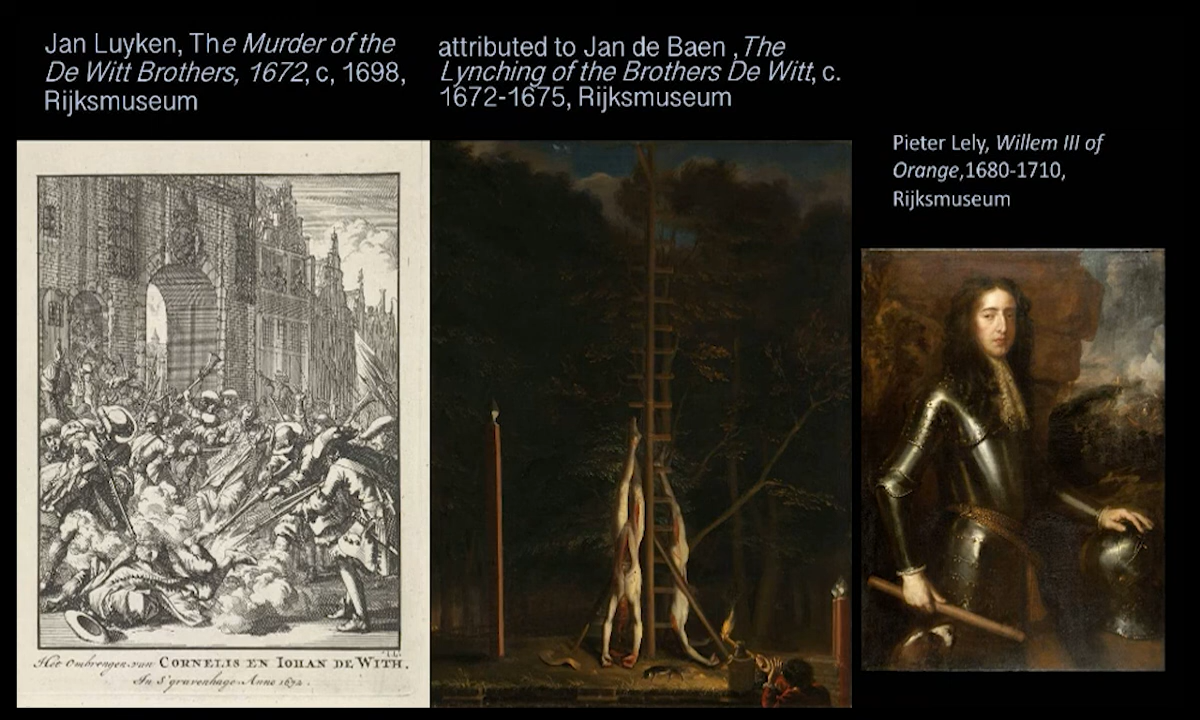 Jan Luyken, The Murder of the
De Witt Brothers, 1672, c, 1698,
Rijksmuseum
attributed to Jan de Baen ,The
Lynching of the Brothers De Witt, c.
1672-1675, Rijksmuseum
Pieter Lely, Willem III of
Orange,1680-1710,
Rijksmuseum
Het Ombrengen van CORNELIS EN IOHAN DE WITH.
In S'gravenhage Anno 1672.